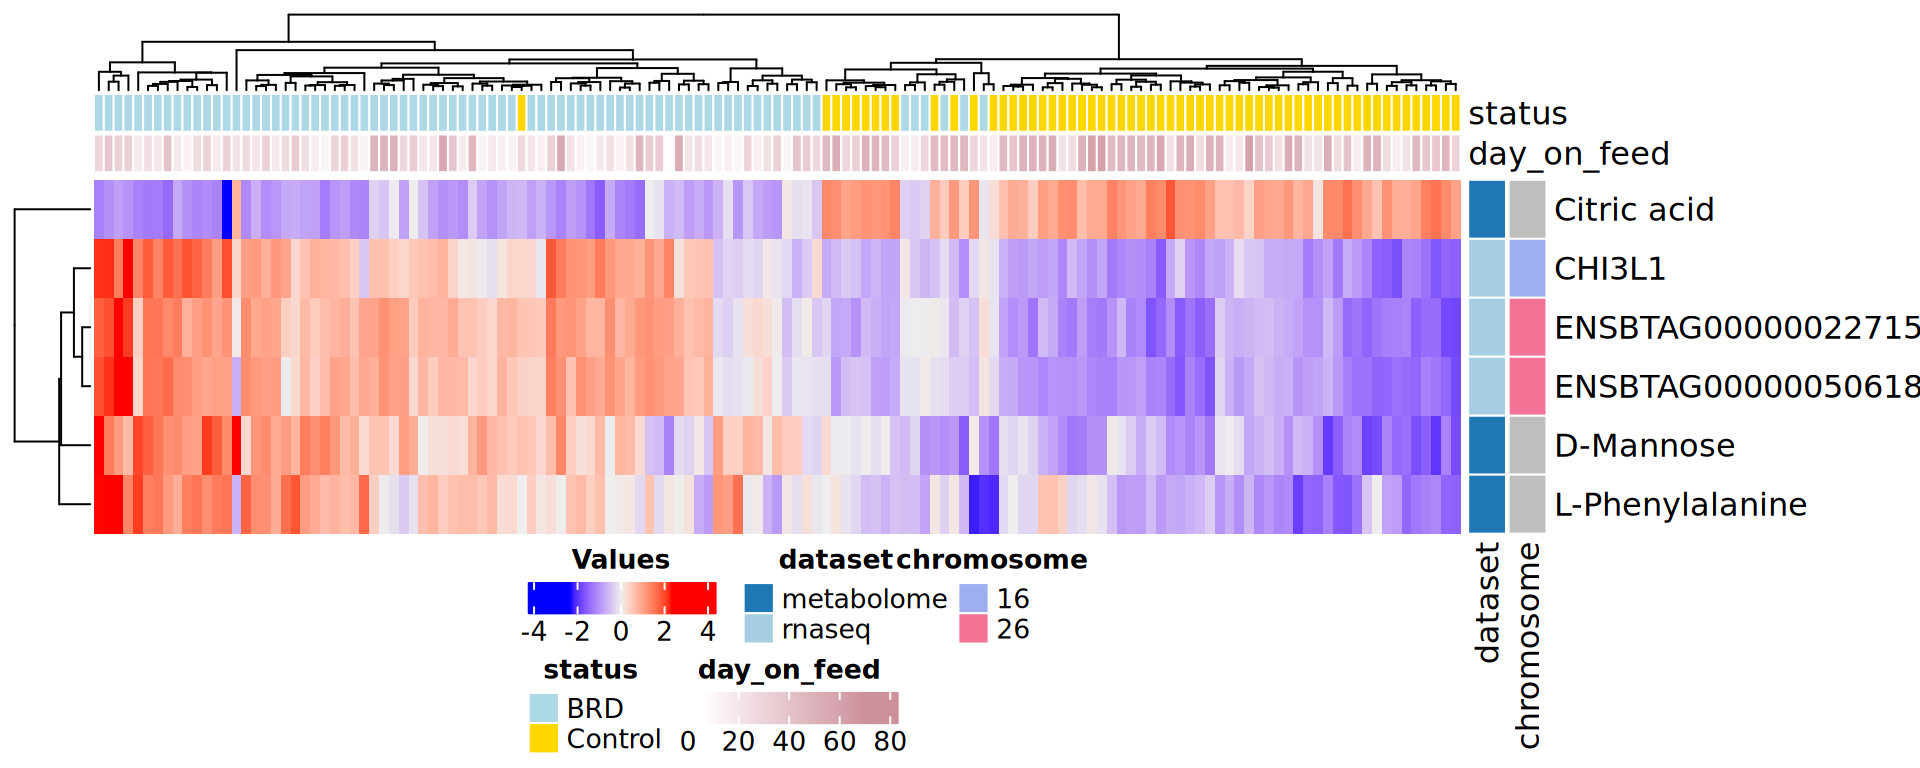 status
day_on_feed
Citric acid
CHI3L1
ENSBTAG00000022715
ENSBTAG00000050618
D-Mannose
L-Phenylalanine
dataset
chromosome
Values
-4 -2 0 2 4
dataset
metabolome
rnaseq
chromosome
16
26
status
BRD
Control
day_on_feed
0 20 40 60 80